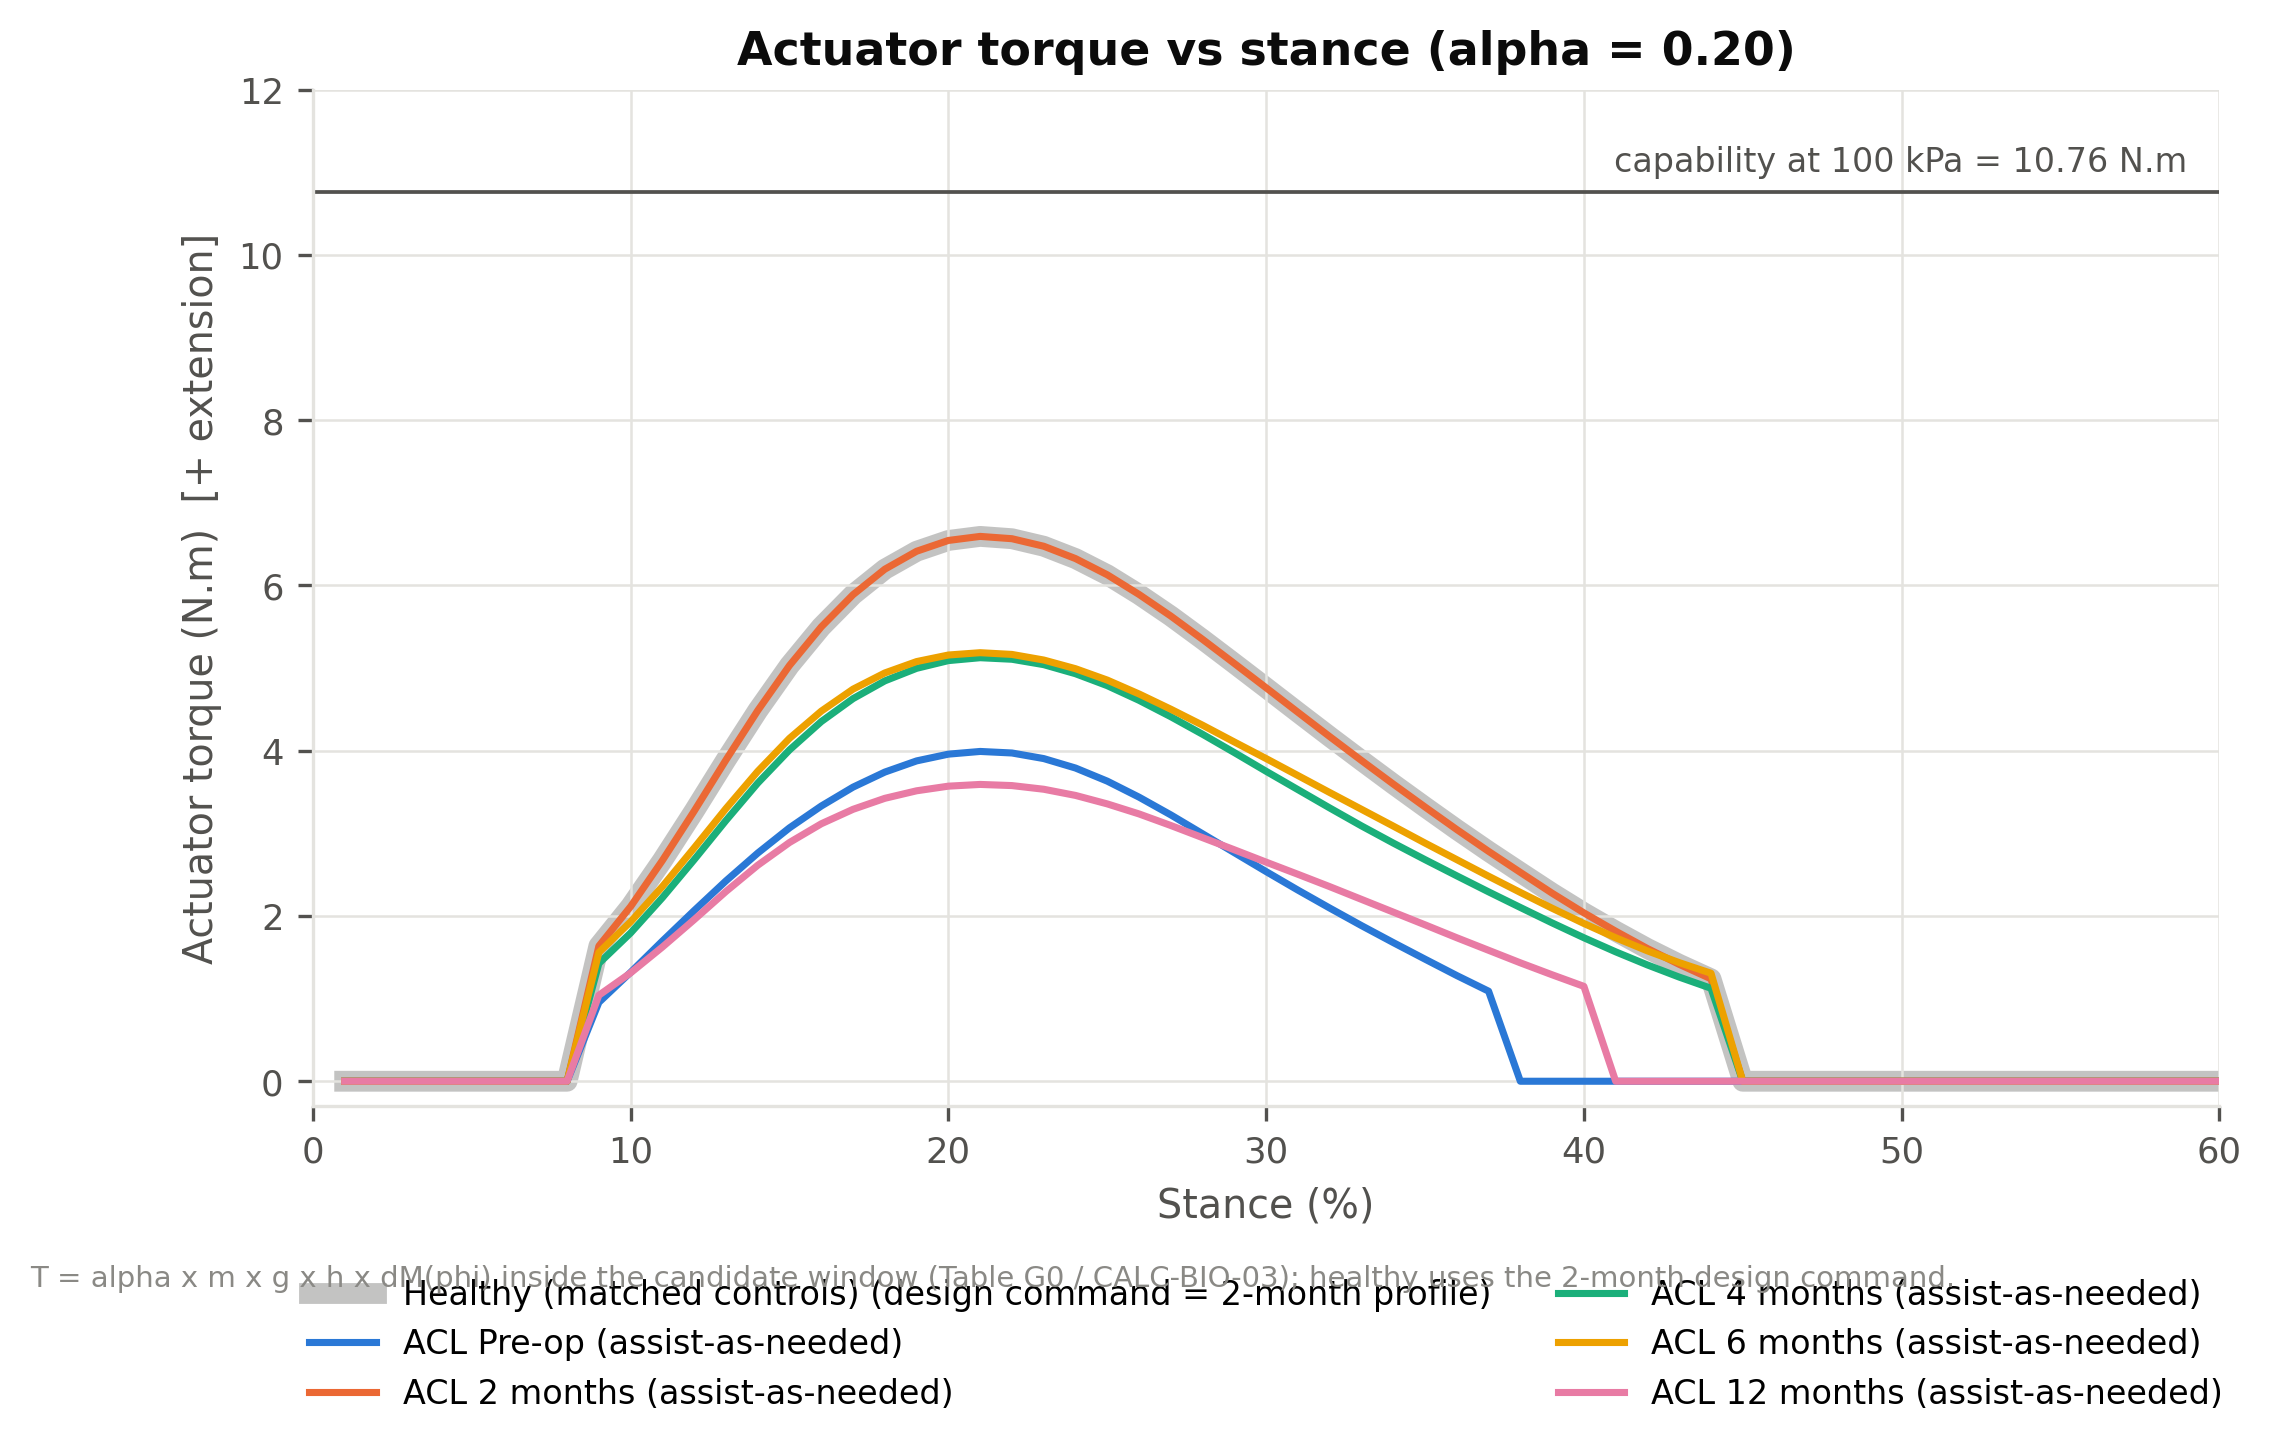 Actuator torque vs stance (alpha = 0.20)
12
capability at 100 kPa = 10.76 N.m
10
8
6
4
2
0
Actuator torque (N.m)  [+ extension]
0 10 20 30 40 50 60
Stance (%)
T = alpha x m x g x h x dM(phi) inside the candidate window (Table G0 / CALC-BIO-03); healthy uses the 2-month design command.
Healthy (matched controls) (design command = 2-month profile)
ACL Pre-op (assist-as-needed)
ACL 2 months (assist-as-needed)
ACL 4 months (assist-as-needed)
ACL 6 months (assist-as-needed)
ACL 12 months (assist-as-needed)